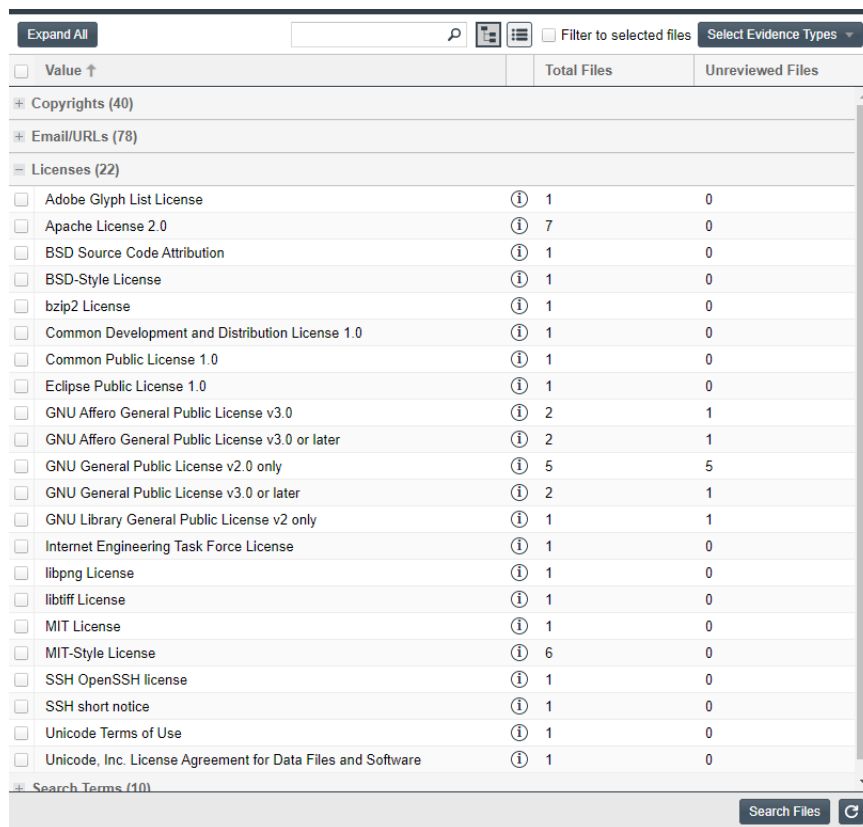 Expand All Filter to selected files Select Evidence Types
Value Total Files Unreviewed Files
Copyrights (40)
Email/URLs (78)
Licenses (22)
Adobe Glyph List License 1 0
Apache License 2.0 7 0
BSD Source Code Attribution 1 0
BSD-Style License 1 0
bzip2 License 1 0
Common Development and Distribution License 1.0 1 0
Common Public License 1.0 1 0
Eclipse Public License 1.0 1 0
GNU Affero General Public License v3.0 2 1
GNU Affero General Public License v3.0 or later 2 1
GNU General Public License v2.0 only 5 5
GNU General Public License v3.0 or later 2 1
GNU Library General Public License v2 only 1 1
Internet Engineering Task Force License 1 0
libpng License 1 0
libtiff License 1 0
MIT License 1 0
MIT-Style License 6 0
SSH OpenSSH license 1 0
SSH short notice 1 0
Unicode Terms of Use 1 0
Unicode, Inc. License Agreement for Data Files and Software 1 0
Search Terms (10)
Search Files